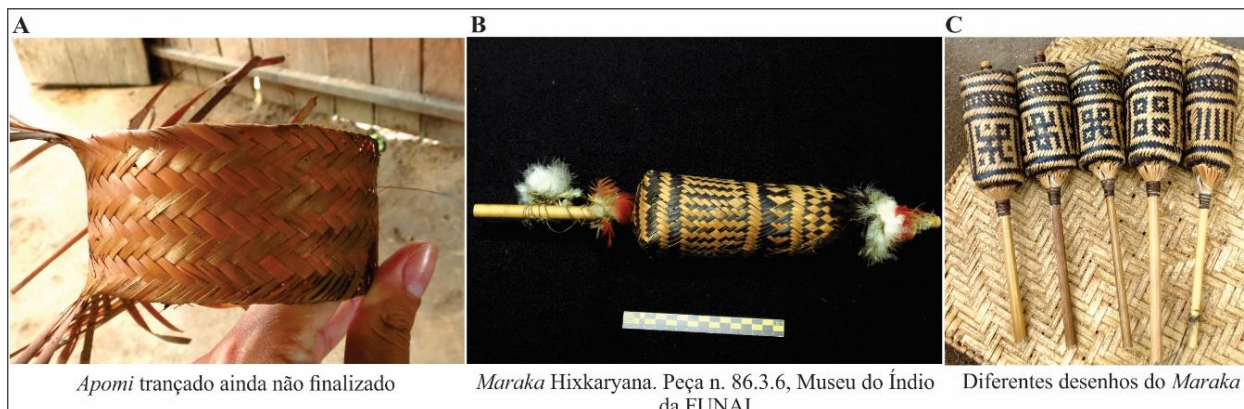 A
B
C
Apomi trançado ainda não finalizado
Maraka Hixkaryana. Peça n. 86.3.6, Museu do Índio
da FUNAI
Diferentes desenhos do Maraka